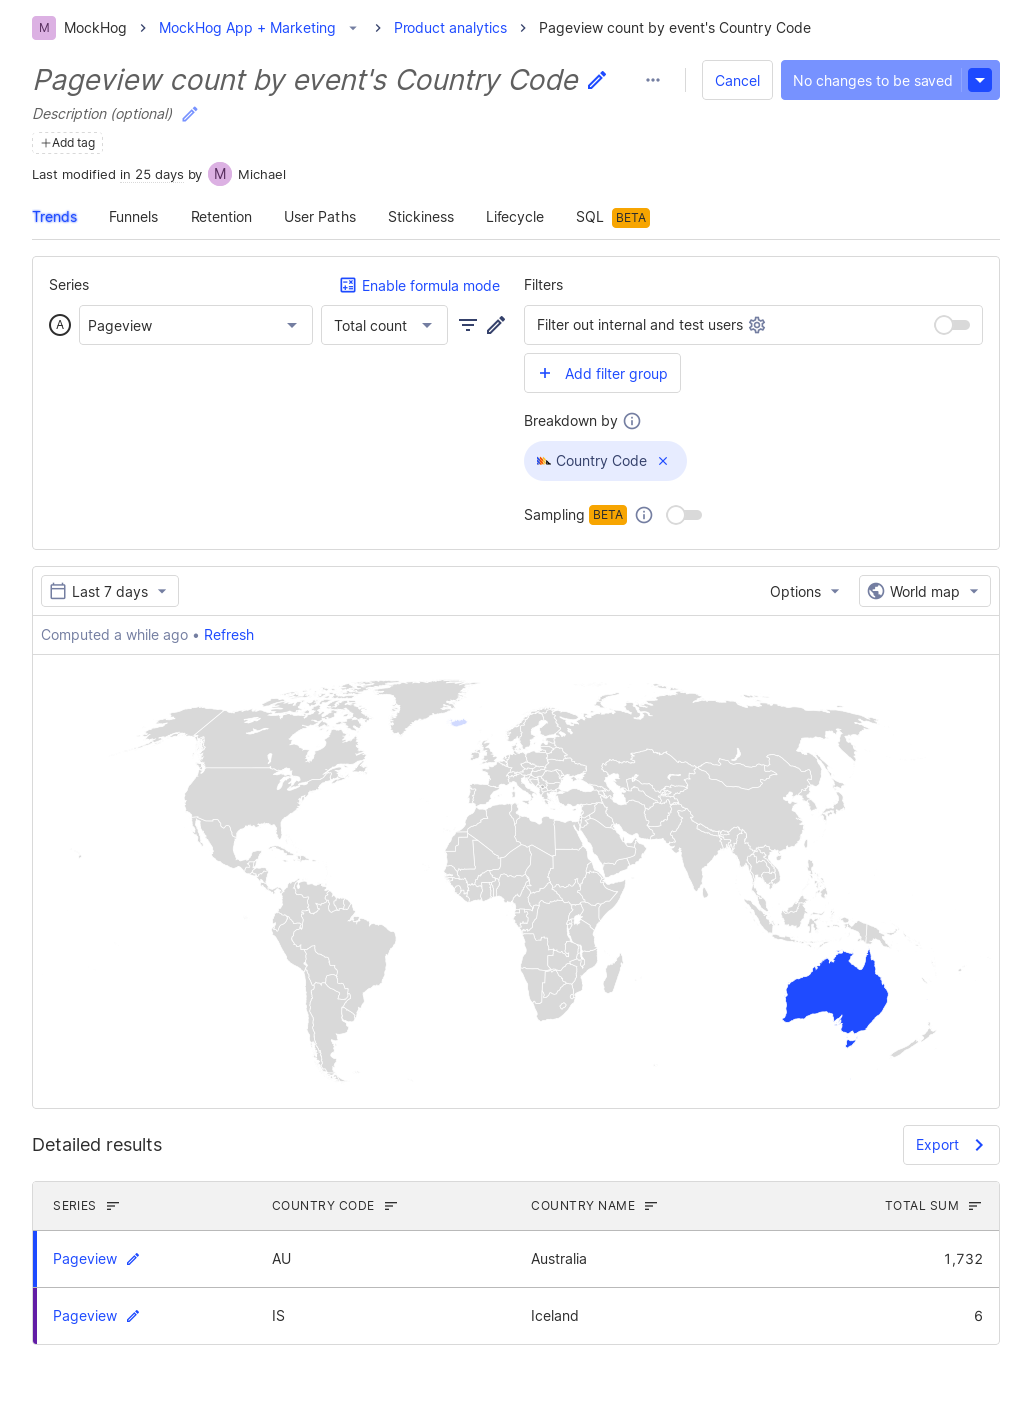 M MockHog MockHog App + Marketing Product analytics Pageview count by event's Country Code
Pageview count by event's Country Code Cancel No changes to be saved
Description (optional)
Add tag
Last modified in 25 days by M Michael
Trends Funnels Retention User Paths Stickiness Lifecycle SQL BETA
Series Enable formula mode
A Pageview Total count
Filters
Filter out internal and test users
+ Add filter group
Breakdown by
Country Code
Sampling BETA
Last 7 days Options World map
Computed a while ago • Refresh
Detailed results Export
SERIES COUNTRY CODE COUNTRY NAME TOTAL SUM
Pageview AU Australia 1,732
Pageview IS Iceland 6